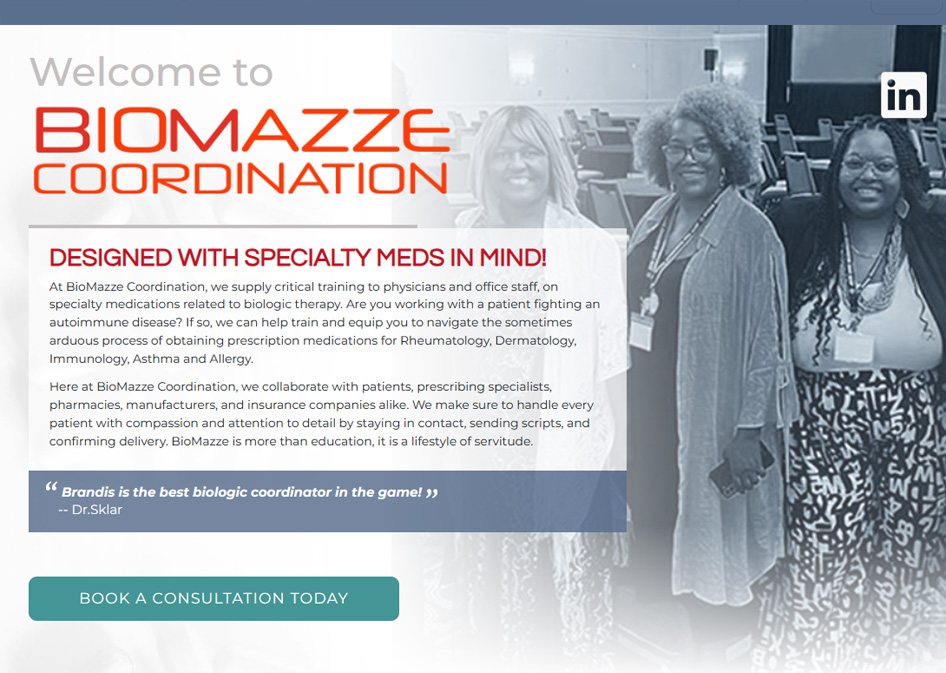 Welcome to
BIOMAZZE
COORDINATION
in
DESIGNED WITH SPECIALTY MEDS IN MIND!
At BioMazze Coordination, we supply critical training to physicians and office staff, on
specialty medications related to biologic therapy. Are you working with a patient fighting an
autoimmune disease? If so, we can help train and equip you to navigate the sometimes
arduous process of obtaining prescription medications for Rheumatology, Dermatology,
Immunology, Asthma and Allergy.
Here at BioMazze Coordination, we collaborate with patients, prescribing specialists,
pharmacies, manufacturers, and insurance companies alike. We make sure to handle every
patient with compassion and attention to detail by staying in contact, sending scripts, and
confirming delivery. BioMazze is more than education, it is a lifestyle of servitude.
“ Brandis is the best biologic coordinator in the game! ”
-- Dr.Sklar
BOOK A CONSULTATION TODAY